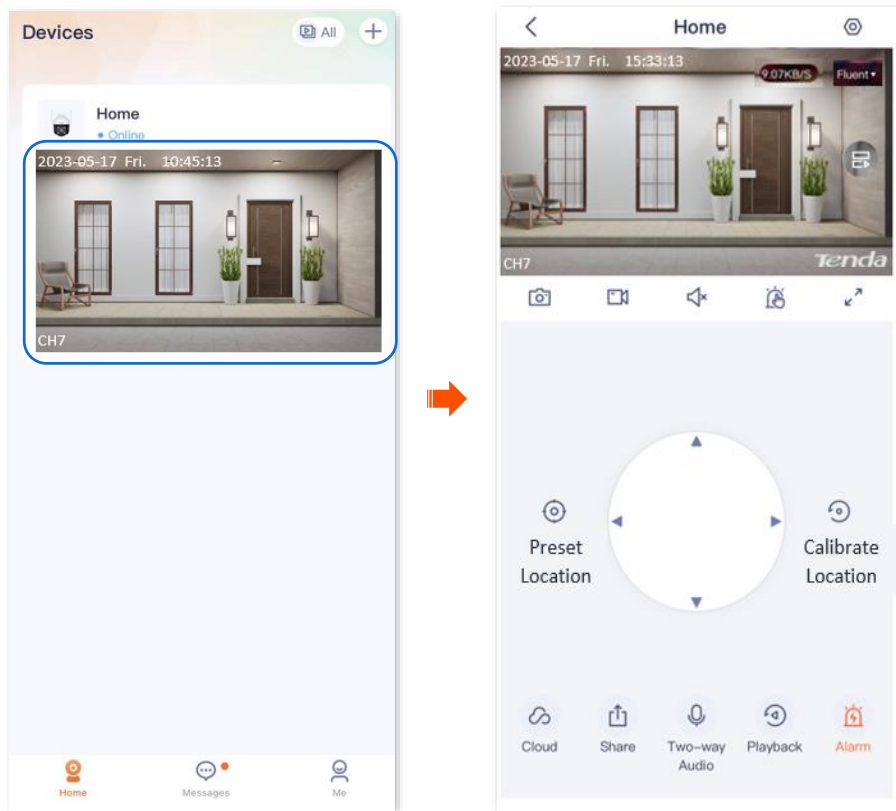 Devices
All
Home
• Online
2023-05-17 Fri. 10:45:13
CH7
Home
Messages
Me
Home
2023-05-17 Fri. 15:33:13
9.07KB/S
Fluent
CH7
Tenda
Preset
Location
Calibrate
Location
Cloud
Share
Two-way
Audio
Playback
Alarm